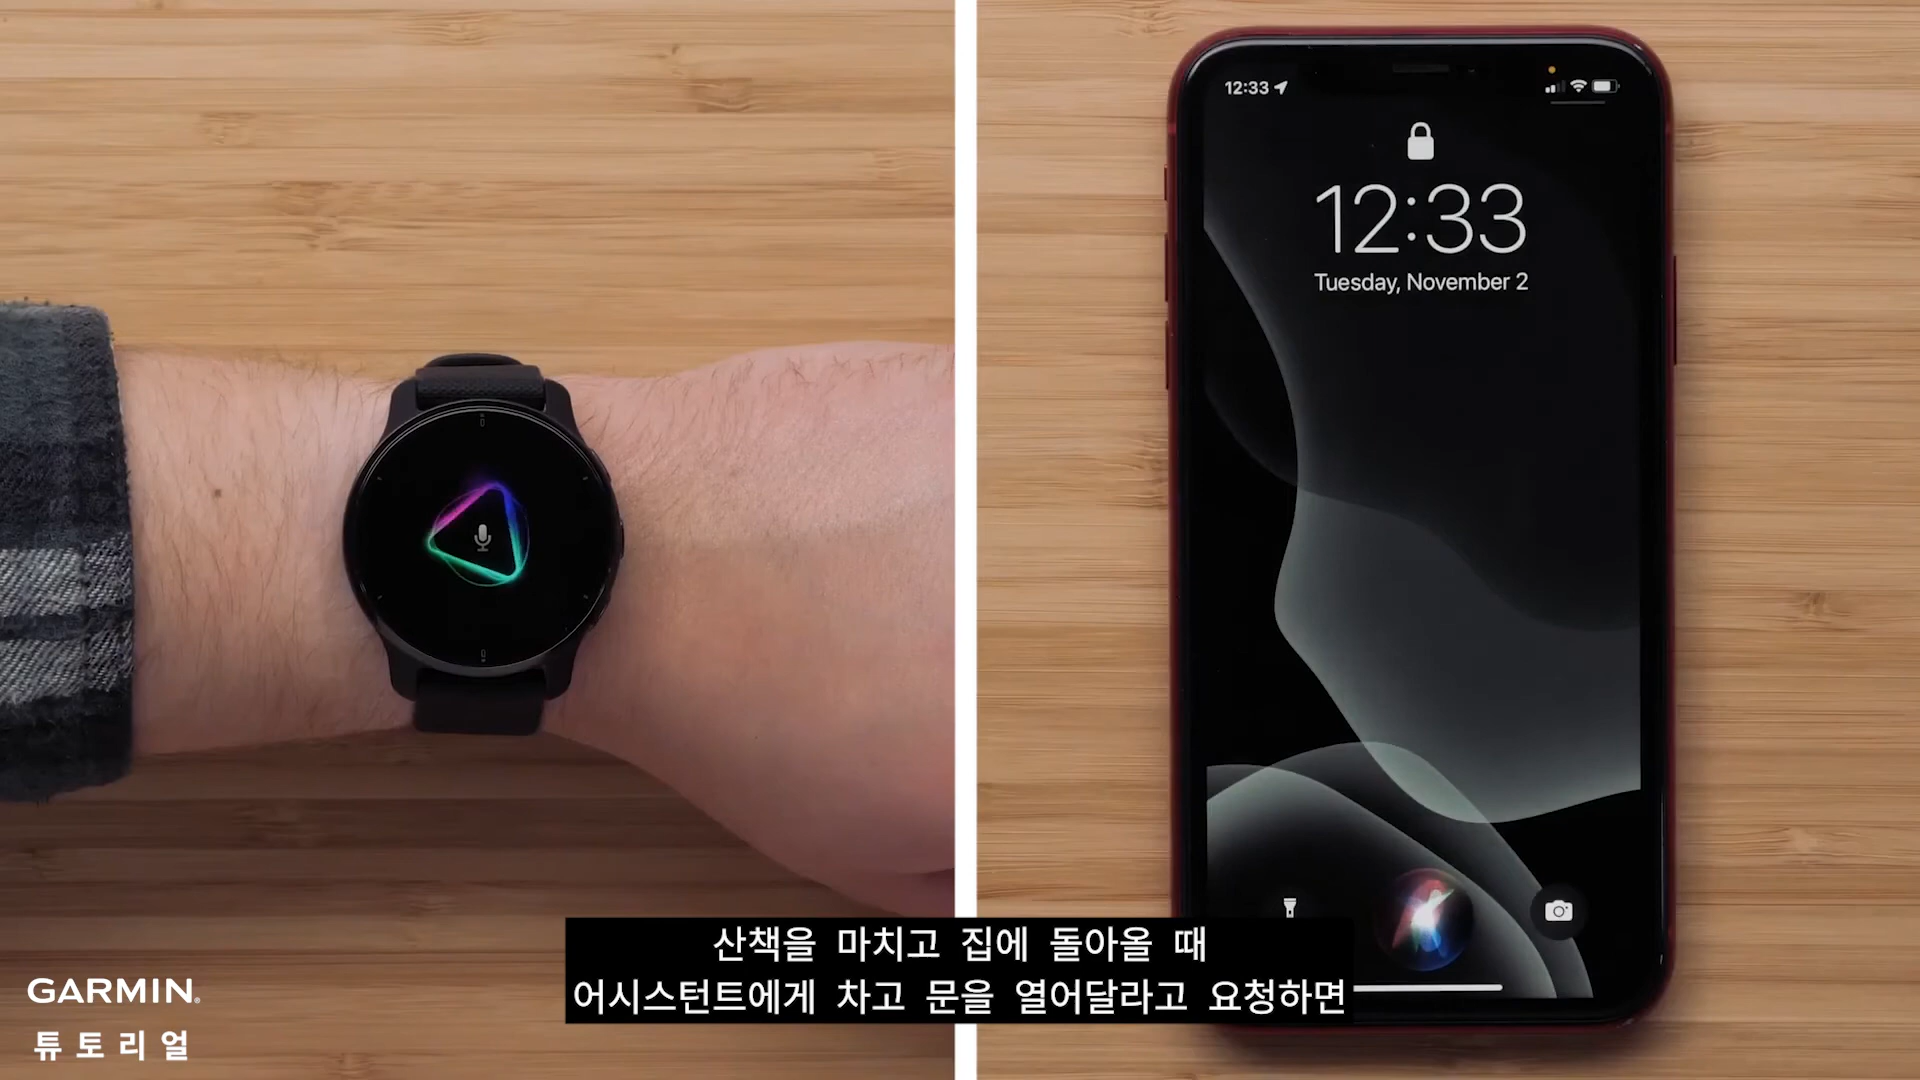 12:33
12:33
Tuesday, November 2
산책을 마치고 집에 돌아올 때
어시스턴트에게 차고 문을 열어달라고 요청하면
GARMIN.
튜토리얼